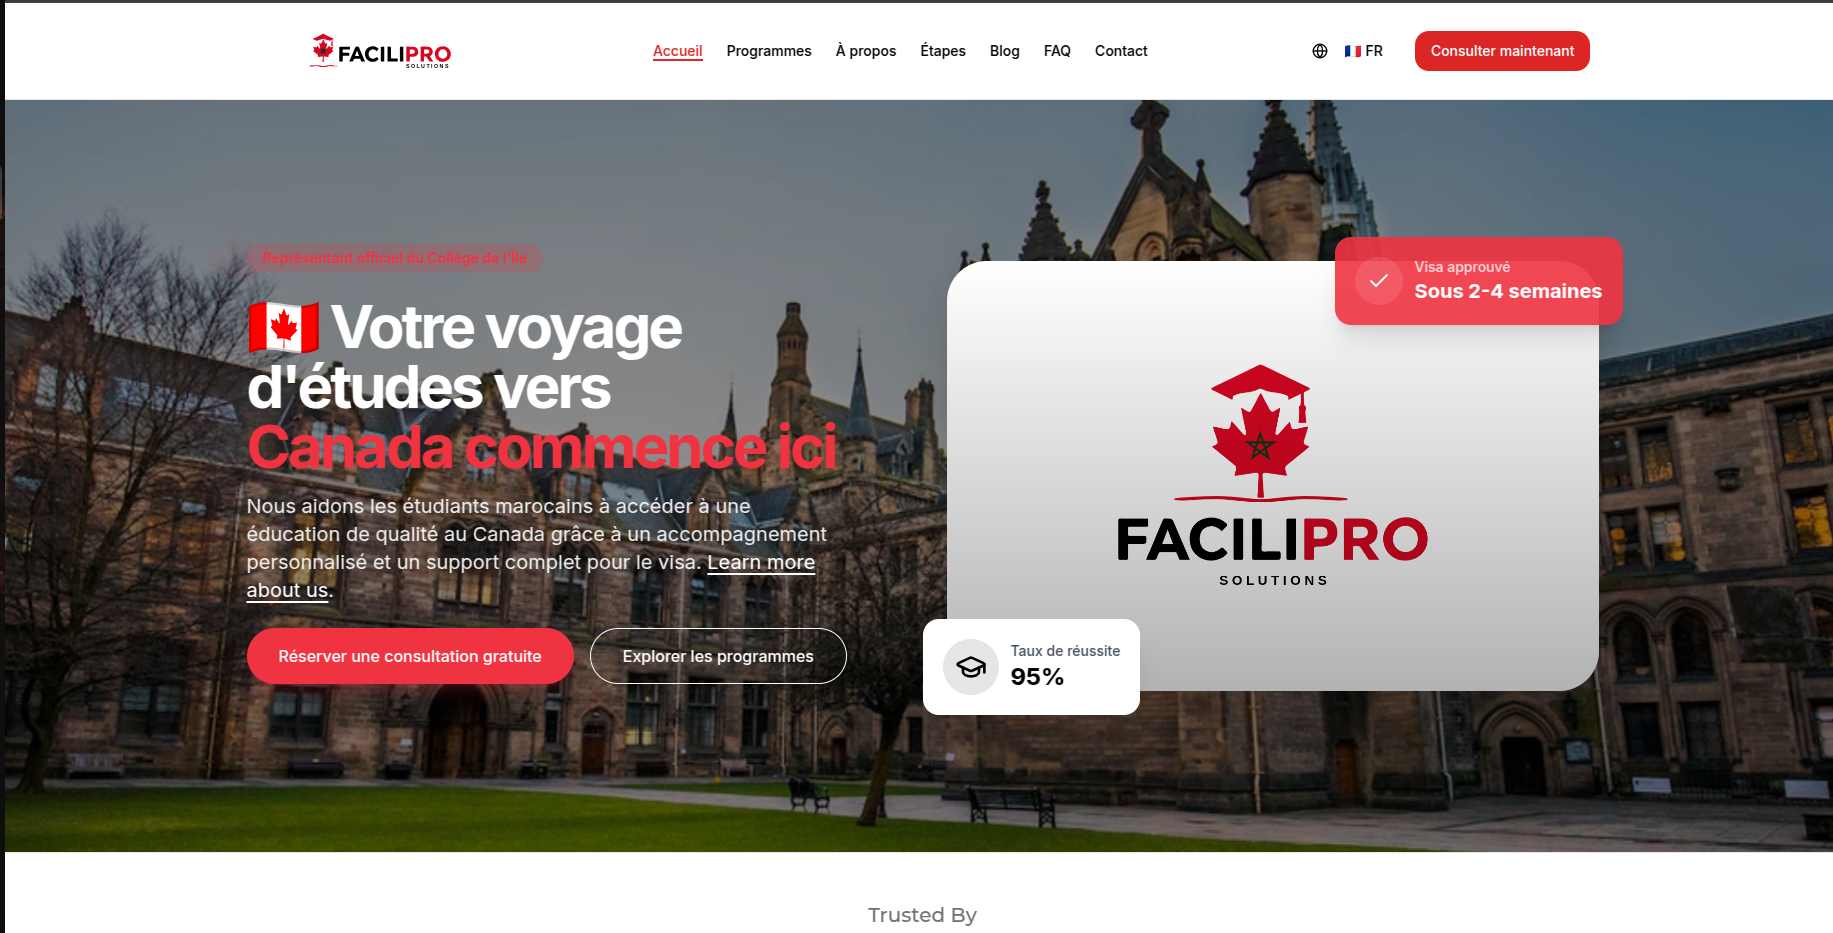 FACILIPRO
SOLUTIONS
Accueil
Programmes
À propos
Étapes
Blog
FAQ
Contact
FR
Consulter maintenant
Représentant officiel du Collège de l'Île
Votre voyage
d'études vers
Canada commence ici
Nous aidons les étudiants marocains à accéder à une
éducation de qualité au Canada grâce à un accompagnement
personnalisé et un support complet pour le visa. Learn more
about us.
Réserver une consultation gratuite
Explorer les programmes
Visa approuvé
Sous 2-4 semaines
FACILIPRO
SOLUTIONS
Taux de réussite
95%
Trusted By